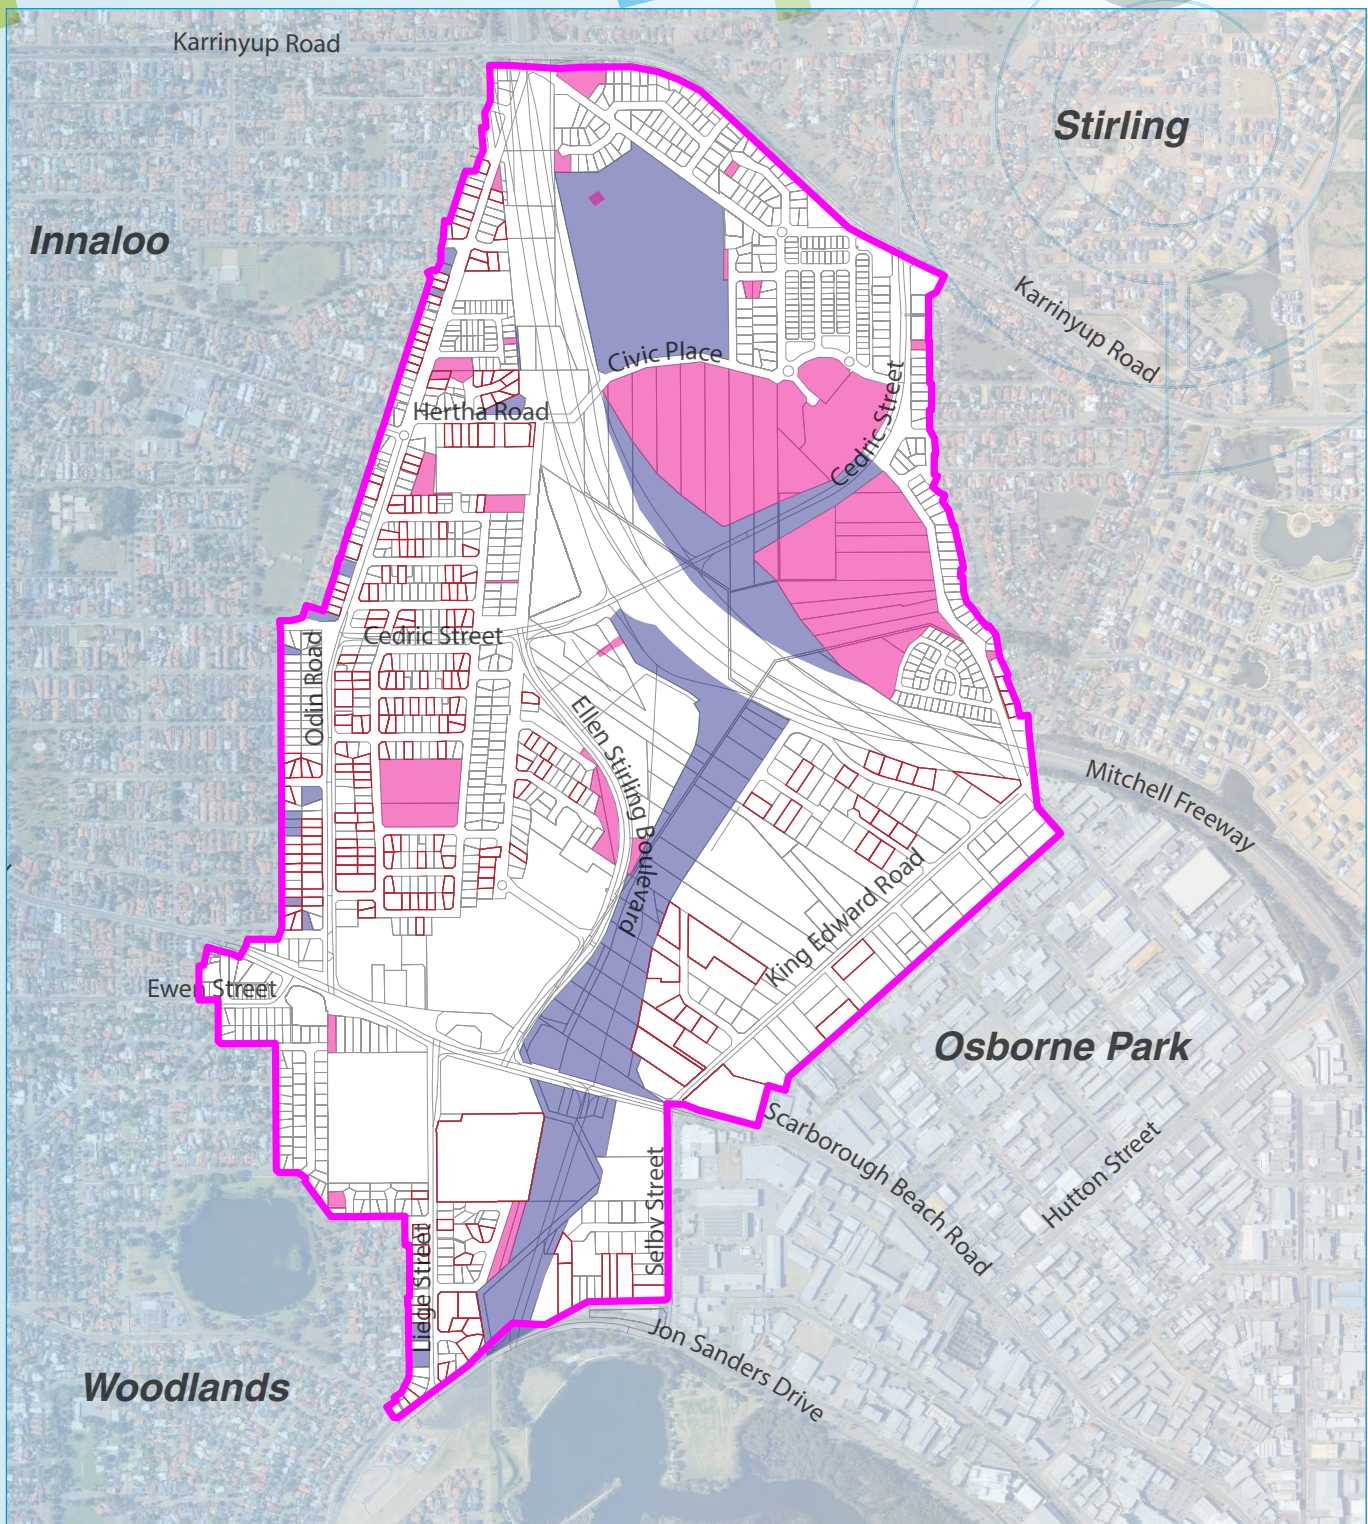 Karrinyup Road
Stirling
Innaloo
Karrinyup Road
Civic Place
Hertha Road
Cedric Street
Cedric Street
Odin Road
Ellen Stirling Boulevard
Mitchell Freeway
King Edward Road
Ewen Street
Osborne Park
Scarborough Beach Road
Hutton Street
Selby Street
Liege Street
Jon Sanders Drive
Woodlands